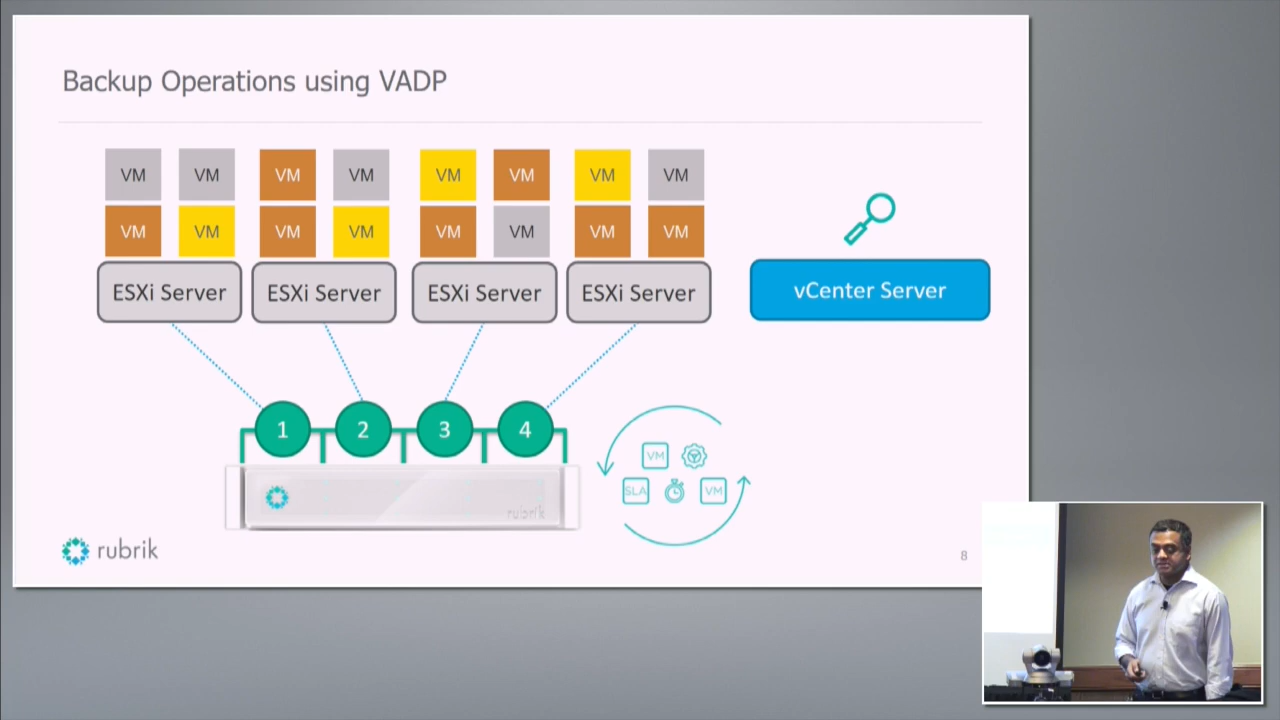 Backup Operations using VADP
VM VM VM VM VM VM VM VM
VM VM VM VM VM VM VM VM
ESXi Server ESXi Server ESXi Server ESXi Server
vCenter Server
1 2 3 4
VM
SLA VM
rubrik
rubrik
8